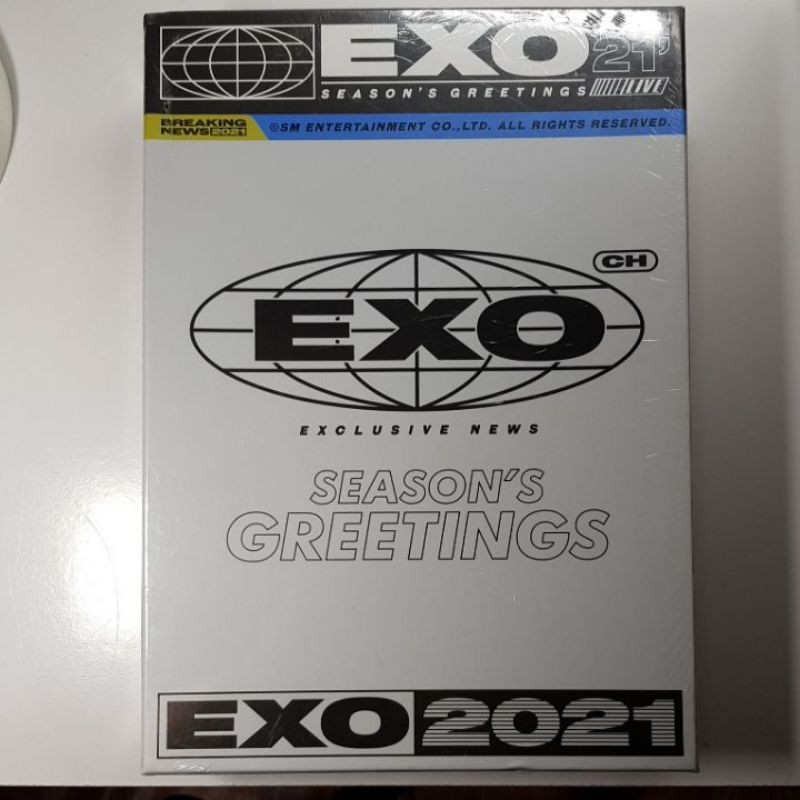 EXO 21'
SEASON'S GREETINGS LIVE
BREAKING
NEWS 2021
©SM ENTERTAINMENT CO.,LTD. ALL RIGHTS RESERVED.
CH
EXO
EXCLUSIVE NEWS
SEASON'S
GREETINGS
EXO 2021